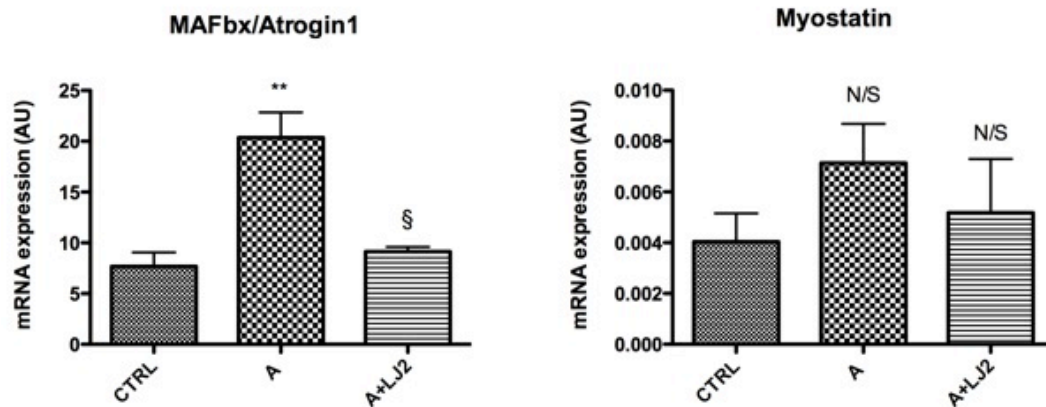 MAFbx/Atrogin1
mRNA expression (AU)
25
20
15
10
5
0
**
§
CTRL
A
A+LJ2
Myostatin
mRNA expression (AU)
0.010
0.008
0.006
0.004
0.002
0.000
N/S
N/S
CTRL
A
A+LJ2